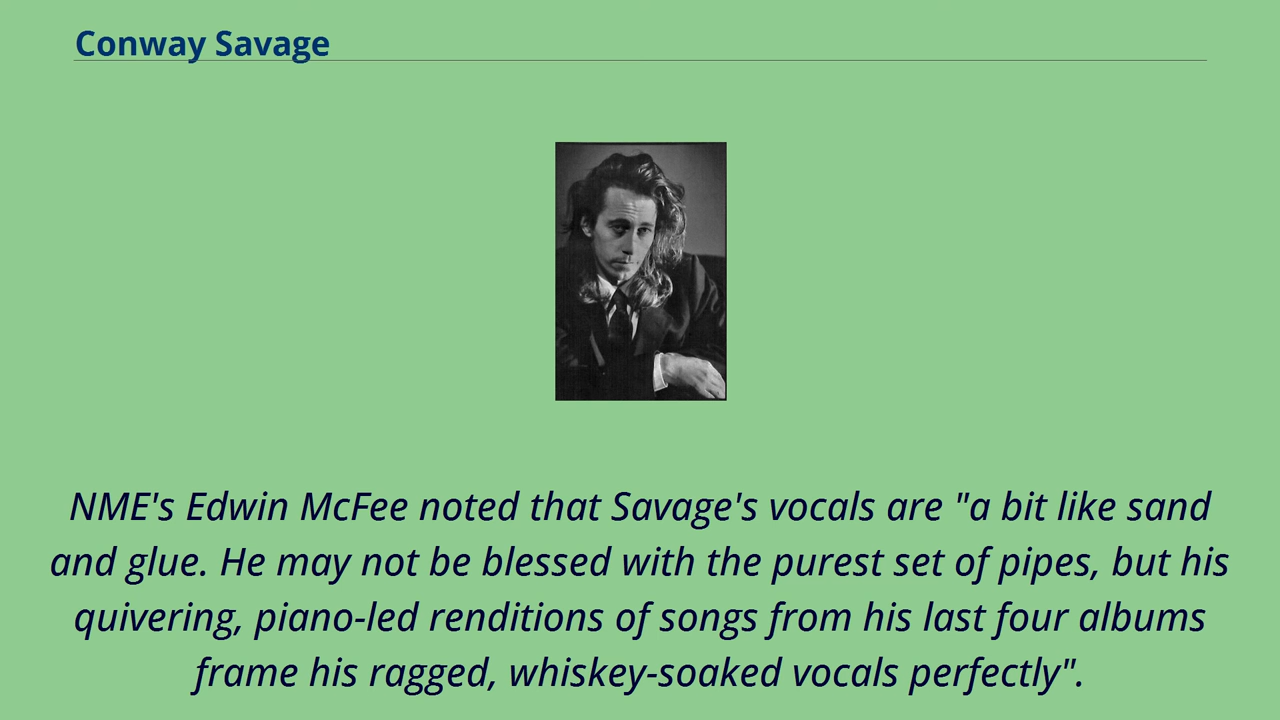 Conway Savage
NME's Edwin McFee noted that Savage's vocals are "a bit like sand
and glue. He may not be blessed with the purest set of pipes, but his
quivering, piano-led renditions of songs from his last four albums
frame his ragged, whiskey-soaked vocals perfectly".